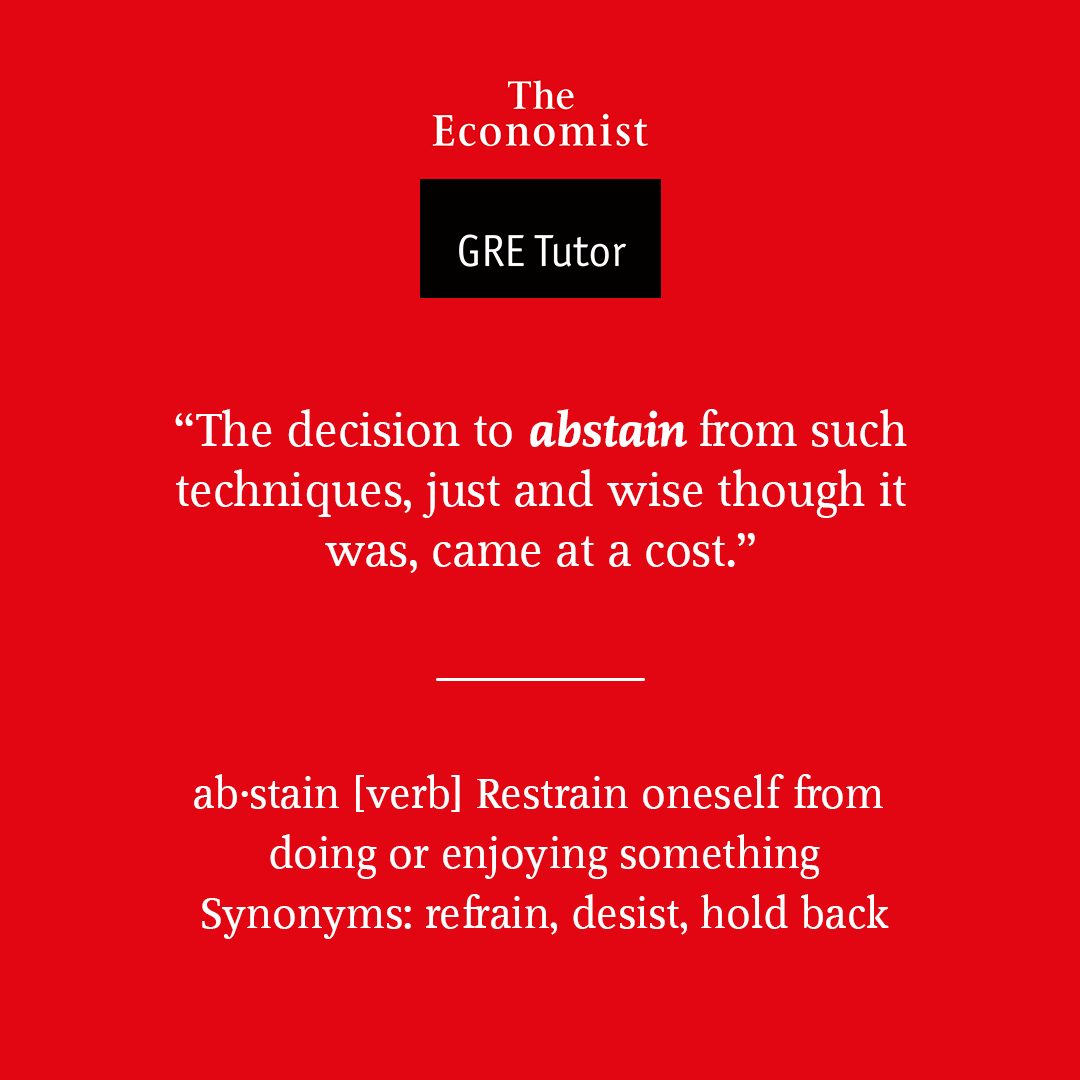 The
Economist
GRE Tutor
“The decision to abstain from such
techniques, just and wise though it
was, came at a cost.”
ab·stain [verb] Restrain oneself from
doing or enjoying something
Synonyms: refrain, desist, hold back